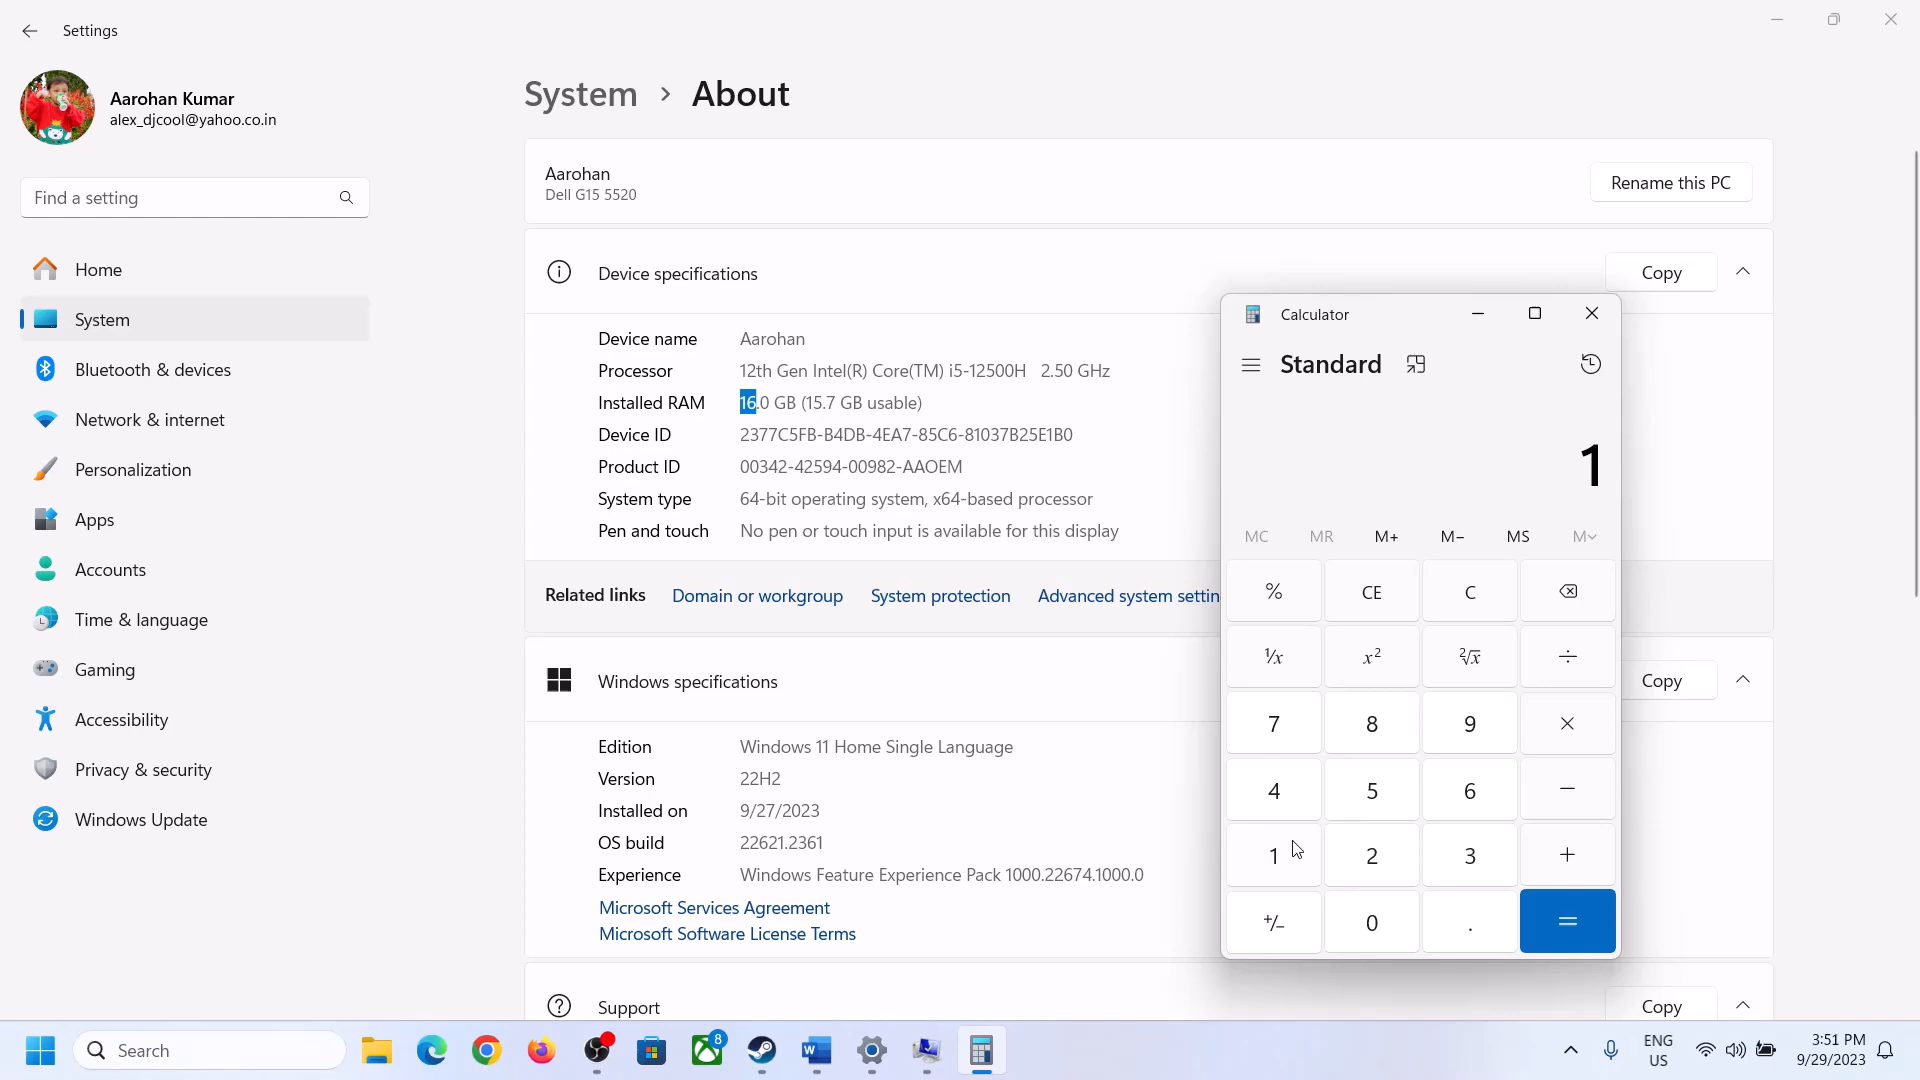 Settings
Aarohan Kumar
alex_djcool@yahoo.co.in
Find a setting
Home
System
Bluetooth & devices
Network & internet
Personalization
Apps
Accounts
Time & language
Gaming
Accessibility
Privacy & security
Windows Update
System > About
Aarohan
Dell G15 5520
Rename this PC
Device specifications
Copy
Device name Aarohan
Processor 12th Gen Intel(R) Core(TM) i5-12500H 2.50 GHz
Installed RAM 16.0 GB (15.7 GB usable)
Device ID 2377C5FB-B4DB-4EA7-85C6-81037B25E1B0
Product ID 00342-42594-00982-AAOEM
System type 64-bit operating system, x64-based processor
Pen and touch No pen or touch input is available for this display
Related links Domain or workgroup System protection Advanced system settin
Windows specifications
Copy
Edition Windows 11 Home Single Language
Version 22H2
Installed on 9/27/2023
OS build 22621.2361
Experience Windows Feature Experience Pack 1000.22674.1000.0
Microsoft Services Agreement
Microsoft Software License Terms
Support
Copy
Calculator
Standard
1
MC MR M+ M− MS M
% CE C
⅟x x² ²√x ÷
7 8 9 ×
4 5 6 −
1 2 3 +
+/− 0 . =
Search
8
ENG
US
3:51 PM
9/29/2023